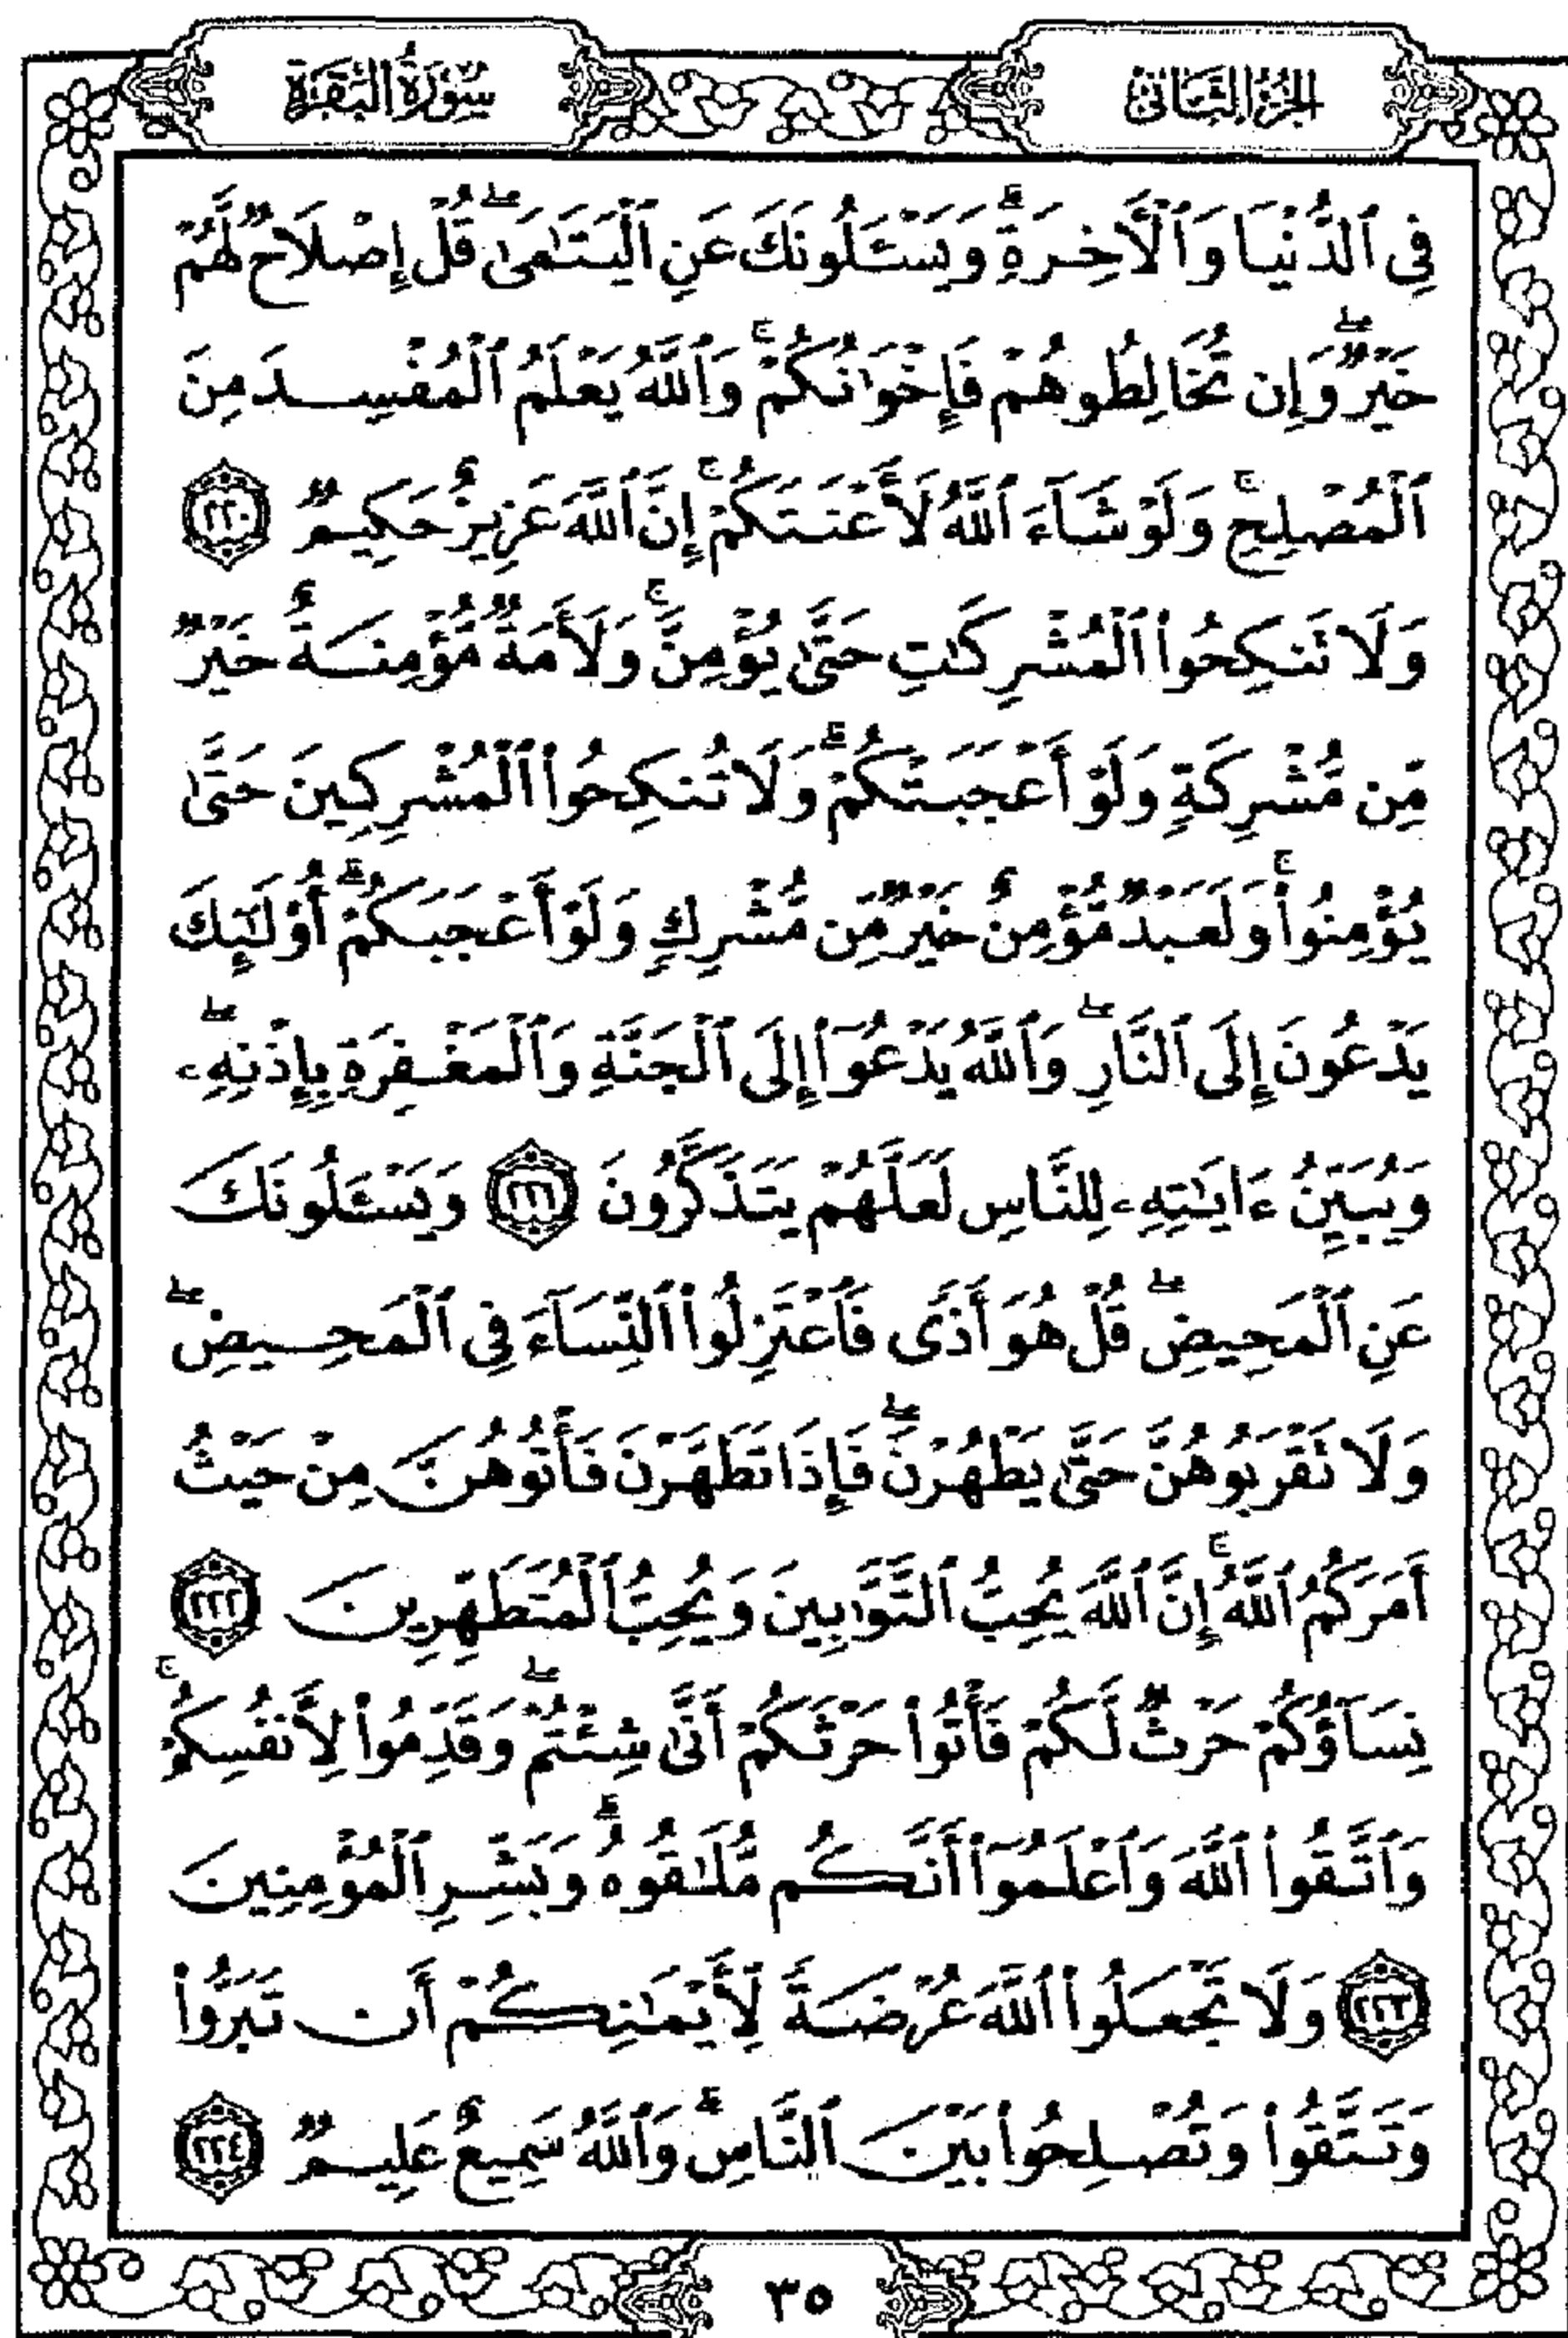 الجزء الثاني
سورة البقرة
فِي ٱلدُّنْيَا وَٱلْأَخِرَةِ ۗ وَيَسْـَٔلُونَكَ عَنِ ٱلْيَتَـٰمَىٰ ۖ قُلْ إِصْلَاحٌ لَّهُمْ
خَيْرٌ ۖ وَإِن تُخَالِطُوهُمْ فَإِخْوَٰنُكُمْ ۚ وَٱللَّهُ يَعْلَمُ ٱلْمُفْسِدَ مِنَ
ٱلْمُصْلِحِ ۚ وَلَوْ شَآءَ ٱللَّهُ لَأَعْنَتَكُمْ ۚ إِنَّ ٱللَّهَ عَزِيزٌ حَكِيمٌ ٢٢٠
وَلَا تَنكِحُوا۟ ٱلْمُشْرِكَـٰتِ حَتَّىٰ يُؤْمِنَّ ۚ وَلَأَمَةٌ مُّؤْمِنَةٌ خَيْرٌ
مِّن مُّشْرِكَةٍ وَلَوْ أَعْجَبَتْكُمْ ۗ وَلَا تُنكِحُوا۟ ٱلْمُشْرِكِينَ حَتَّىٰ
يُؤْمِنُوا۟ ۚ وَلَعَبْدٌ مُّؤْمِنٌ خَيْرٌ مِّن مُّشْرِكٍ وَلَوْ أَعْجَبَكُمْ ۗ أُو۟لَـٰٓئِكَ
يَدْعُونَ إِلَى ٱلنَّارِ ۖ وَٱللَّهُ يَدْعُوٓا۟ إِلَى ٱلْجَنَّةِ وَٱلْمَغْفِرَةِ بِإِذْنِهِۦ ۖ
وَيُبَيِّنُ ءَايَـٰتِهِۦ لِلنَّاسِ لَعَلَّهُمْ يَتَذَكَّرُونَ ٢٢١ وَيَسْـَٔلُونَكَ
عَنِ ٱلْمَحِيضِ ۖ قُلْ هُوَ أَذًى فَٱعْتَزِلُوا۟ ٱلنِّسَآءَ فِي ٱلْمَحِيضِ ۖ
وَلَا تَقْرَبُوهُنَّ حَتَّىٰ يَطْهُرْنَ ۖ فَإِذَا تَطَهَّرْنَ فَأْتُوهُنَّ مِنْ حَيْثُ
أَمَرَكُمُ ٱللَّهُ ۚ إِنَّ ٱللَّهَ يُحِبُّ ٱلتَّوَّٰبِينَ وَيُحِبُّ ٱلْمُتَطَهِّرِينَ ٢٢٢
نِسَآؤُكُمْ حَرْثٌ لَّكُمْ فَأْتُوا۟ حَرْثَكُمْ أَنَّىٰ شِئْتُمْ ۖ وَقَدِّمُوا۟ لِأَنفُسِكُمْ ۚ
وَٱتَّقُوا۟ ٱللَّهَ وَٱعْلَمُوٓا۟ أَنَّكُم مُّلَـٰقُوهُ ۗ وَبَشِّرِ ٱلْمُؤْمِنِينَ
٢٢٣ وَلَا تَجْعَلُوا۟ ٱللَّهَ عُرْضَةً لِّأَيْمَـٰنِكُمْ أَن تَبَرُّوا۟
وَتَتَّقُوا۟ وَتُصْلِحُوا۟ بَيْنَ ٱلنَّاسِ ۗ وَٱللَّهُ سَمِيعٌ عَلِيمٌ ٢٢٤
٣٥